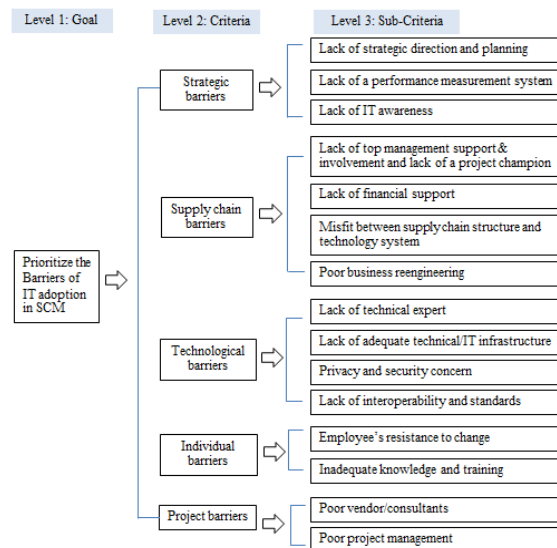 Level 1: Goal
Level 2: Criteria
Level 3: Sub-Criteria
Prioritize the
Barriers of
IT adoption
in SCM
Strategic
barriers
Lack of strategic direction and planning
Lack of a performance measurement system
Lack of IT awareness
Supply chain
barriers
Lack of top management support &
involvement and lack of a project champion
Lack of financial support
Misfit between supply chain structure and
technology system
Poor business reengineering
Technological
barriers
Lack of technical expert
Lack of adequate technical/IT infrastructure
Privacy and security concern
Lack of interoperability and standards
Individual
barriers
Employee's resistance to change
Inadequate knowledge and training
Project barriers
Poor vendor/consultants
Poor project management